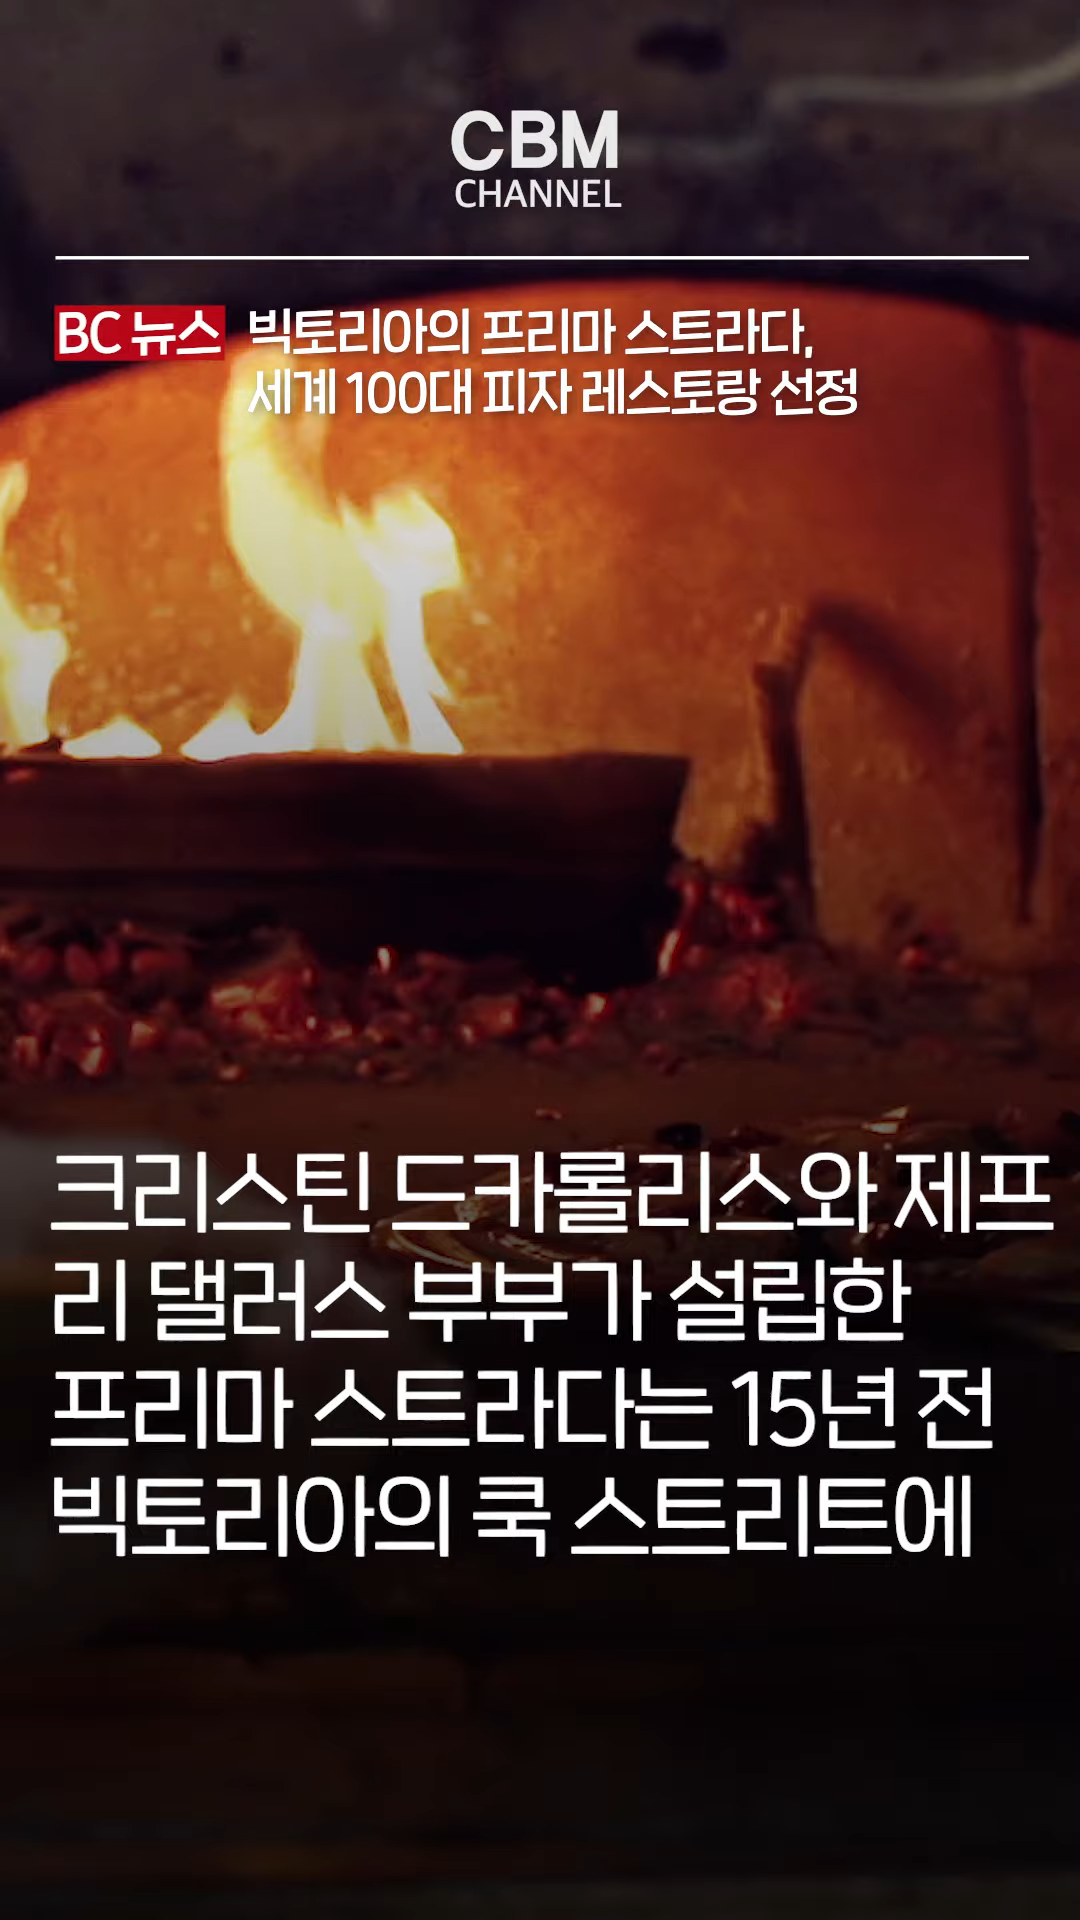 CBM
CHANNEL
BC 뉴스
빅토리아의 프리마 스트라다,
세계 100대 피자 레스토랑 선정
크리스틴 드카롤리스와 제프
리 댈러스 부부가 설립한
프리마 스트라다는 15년 전
빅토리아의 쿡 스트리트에